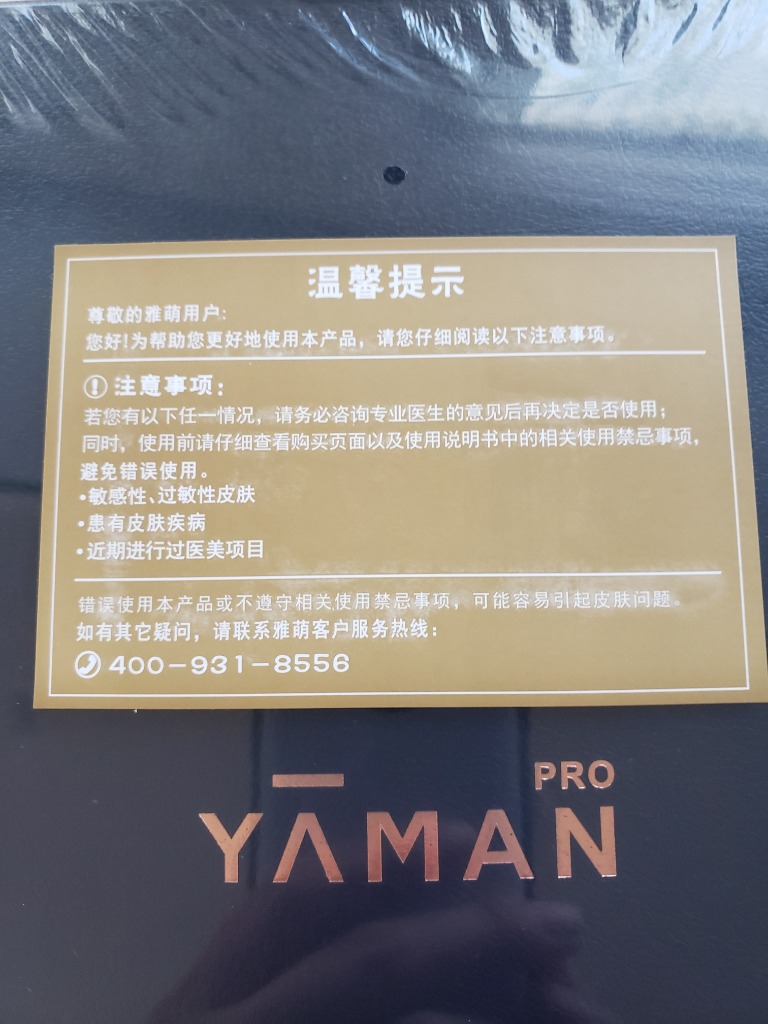 温馨提示
尊敬的雅萌用户:
您好!为帮助您更好地使用本产品，请您仔细阅读以下注意事项。
! 注意事项:
若您有以下任一情况，请务必咨询专业医生的意见后再决定是否使用;
同时，使用前请仔细查看购买页面以及使用说明书中的相关使用禁忌事项，
避免错误使用。
•敏感性、过敏性皮肤
•患有皮肤疾病
•近期进行过医美项目
错误使用本产品或不遵守相关使用禁忌事项，可能容易引起皮肤问题。
如有其它疑问，请联系雅萌客户服务热线:
400-931-8556
PRO
YAMAN